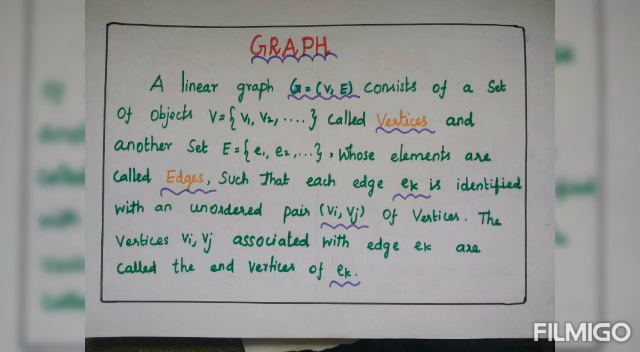 GRAPH
A linear graph G=(V,E) consists of a Set
Of Objects V={v₁, v₂, ....} called Vertices and
another Set E={e₁, e₂,...}, Whose elements are
called Edges, Such That each edge eₖ is identified
with an unordered pair (vi, vj) Of Vertices. The
Vertices vi, vj associated with edge eₖ are
called the end vertices of eₖ.
FILMIGO